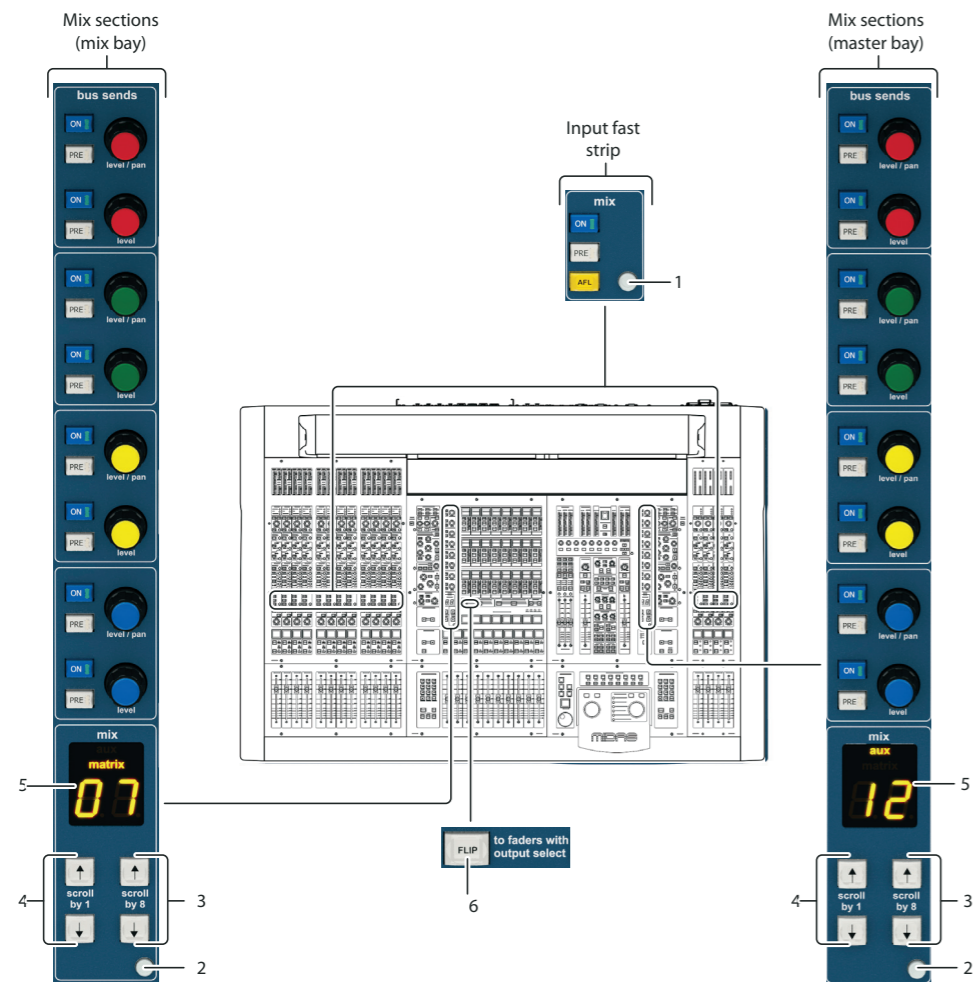 Mix sections
(mix bay)
bus sends
ON
PRE
level / pan
ON
PRE
level
ON
PRE
level / pan
ON
PRE
level
ON
PRE
level / pan
ON
PRE
level
ON
PRE
level / pan
ON
PRE
level
mix
aux
matrix
07
5
4
scroll
by 1
scroll
by 8
3
2
Input fast
strip
mix
ON
PRE
AFL
1
MIDAS
FLIP
to faders with
output select
6
Mix sections
(master bay)
bus sends
ON
PRE
level / pan
ON
PRE
level
ON
PRE
level / pan
ON
PRE
level
ON
PRE
level / pan
ON
PRE
level
ON
PRE
level / pan
ON
PRE
level
mix
aux
matrix
12
5
4
scroll
by 1
scroll
by 8
3
2